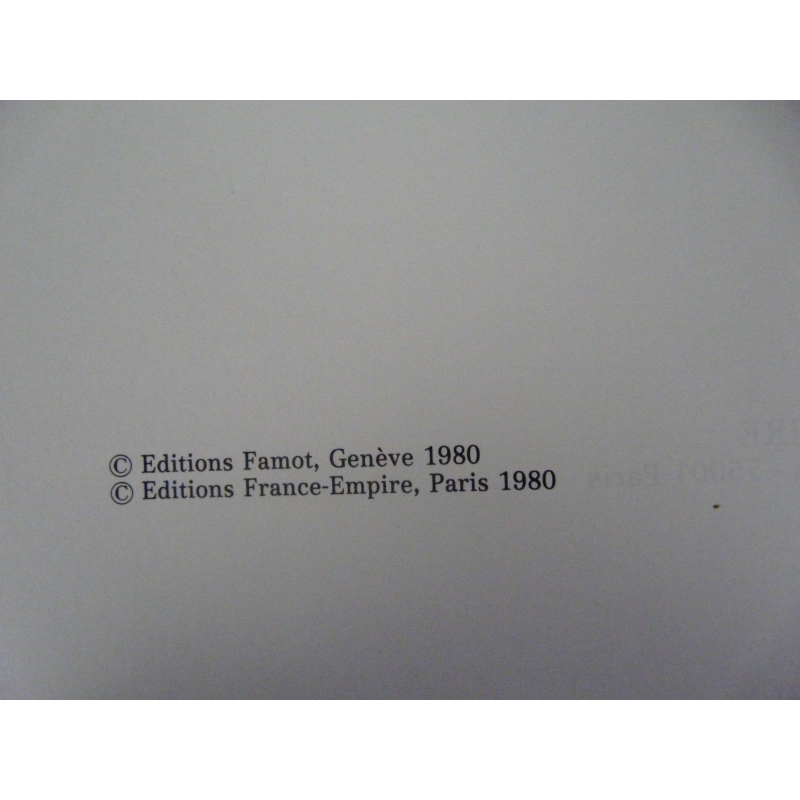 © Editions Famot, Genève 1980
© Editions France-Empire, Paris 1980